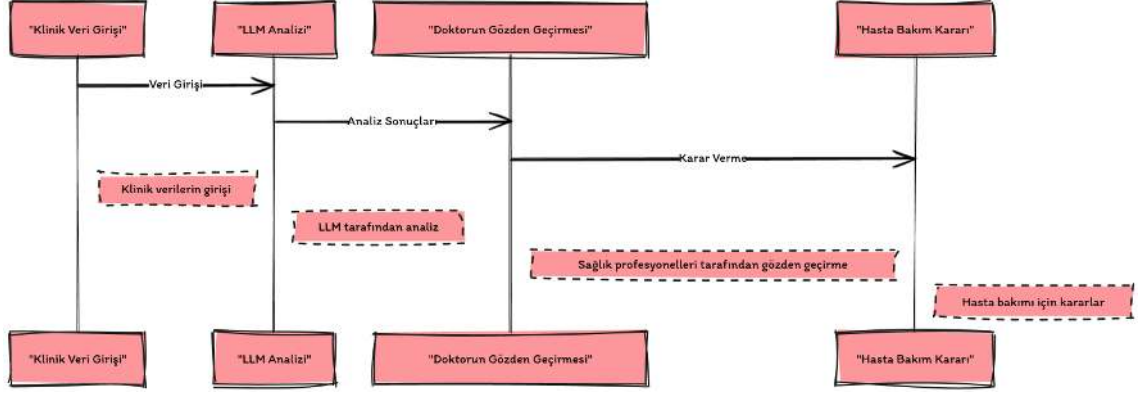 "Klinik Veri Girişi"
"LLM Analizi"
"Doktorun Gözden Geçirmesi"
"Hasta Bakım Kararı"
Veri Girişi
Analiz Sonuçları
Karar Verme
Klinik verilerin girişi
LLM tarafından analiz
Sağlık profesyonelleri tarafından gözden geçirme
Hasta bakımı için kararlar
"Klinik Veri Girişi"
"LLM Analizi"
"Doktorun Gözden Geçirmesi"
"Hasta Bakım Kararı"